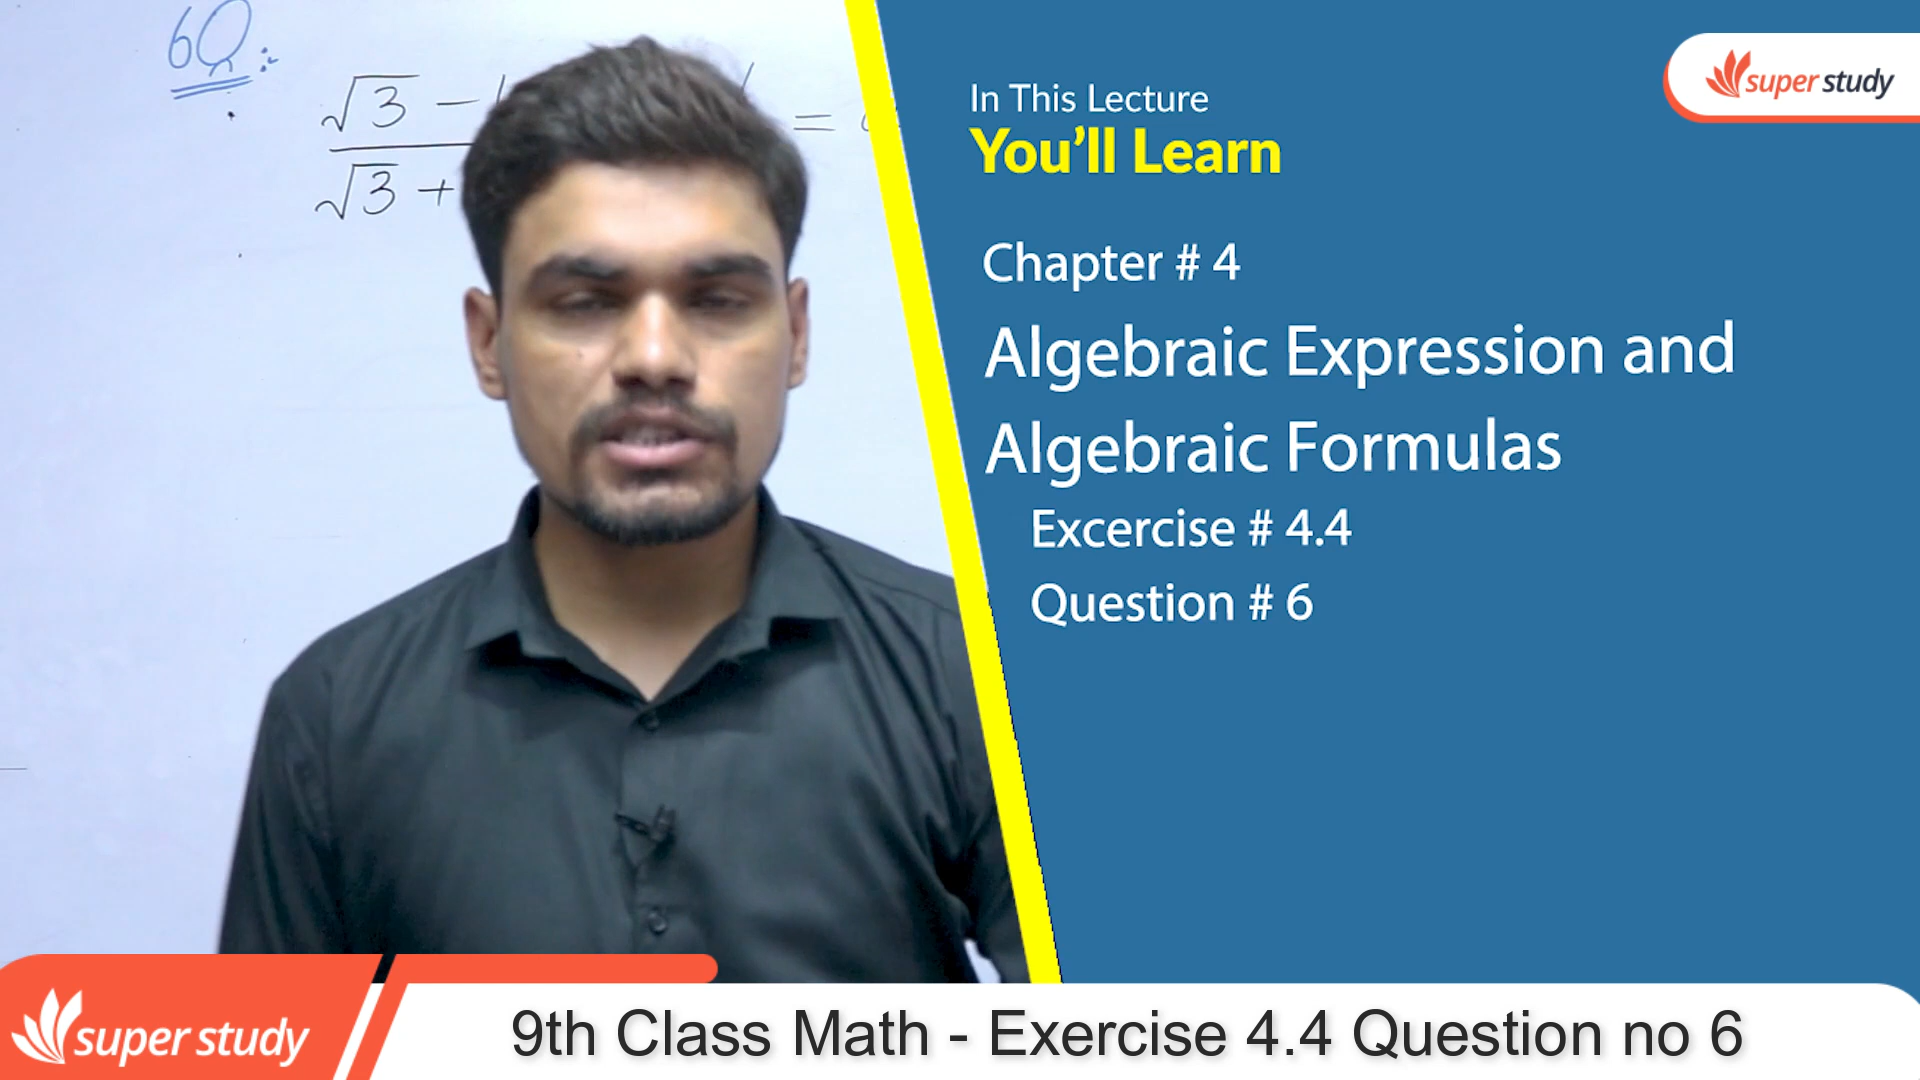 6Q:
√3 -
√3 +
=
In This Lecture
You'll Learn
super study
Chapter # 4
Algebraic Expression and
Algebraic Formulas
Excercise # 4.4
Question # 6
super study
9th Class Math - Exercise 4.4 Question no 6